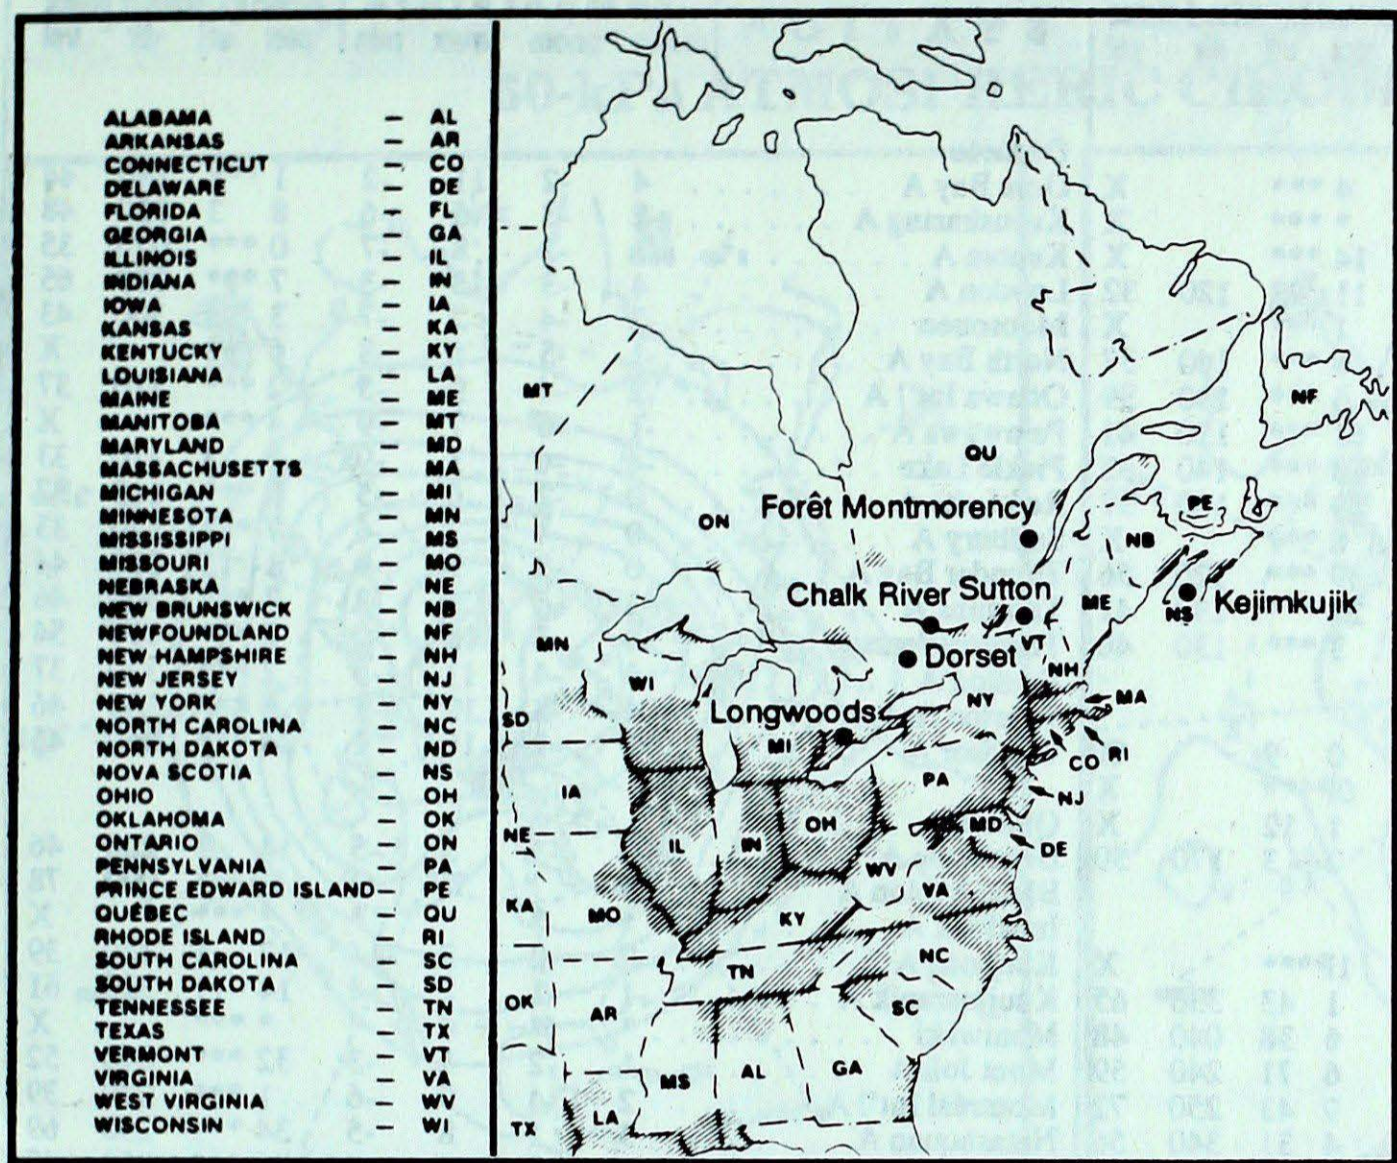 ALABAMA – AL
ARKANSAS – AR
CONNECTICUT – CO
DELAWARE – DE
FLORIDA – FL
GEORGIA – GA
ILLINOIS – IL
INDIANA – IN
IOWA – IA
KANSAS – KA
KENTUCKY – KY
LOUISIANA – LA
MAINE – ME
MANITOBA – MT
MARYLAND – MD
MASSACHUSETTS – MA
MICHIGAN – MI
MINNESOTA – MN
MISSISSIPPI – MS
MISSOURI – MO
NEBRASKA – NE
NEW BRUNSWICK – NB
NEWFOUNDLAND – NF
NEW HAMPSHIRE – NH
NEW JERSEY – NJ
NEW YORK – NY
NORTH CAROLINA – NC
NORTH DAKOTA – ND
NOVA SCOTIA – NS
OHIO – OH
OKLAHOMA – OK
ONTARIO – ON
PENNSYLVANIA – PA
PRINCE EDWARD ISLAND – PE
QUÉBEC – QU
RHODE ISLAND – RI
SOUTH CAROLINA – SC
SOUTH DAKOTA – SD
TENNESSEE – TN
TEXAS – TX
VERMONT – VT
VIRGINIA – VA
WEST VIRGINIA – WV
WISCONSIN – WI
MT
NF
QU
PE
ON
Forêt Montmorency
NB
Chalk River Sutton
ME
NS Kejimkujik
MN
VT
Dorset
NH
WI
NY
MA
SD
Longwoods
MI
CO RI
PA
IA
NJ
NE
IL IN OH
MD
DE
WV
VA
KA
MO
KY
NC
TN
OK
AR
SC
MS AL GA
LA
TX